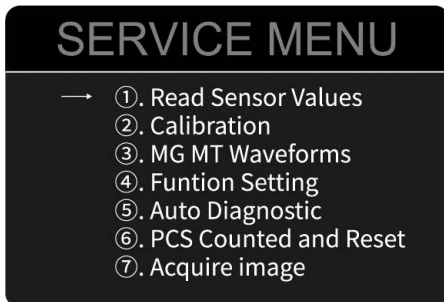 SERVICE MENU
→ ①. Read Sensor Values
②. Calibration
③. MG MT Waveforms
④. Funtion Setting
⑤. Auto Diagnostic
⑥. PCS Counted and Reset
⑦. Acquire image